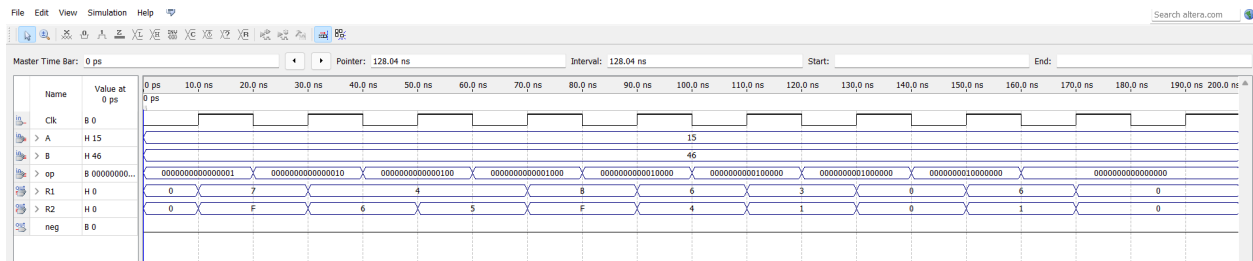 File Edit View Simulation Help
Search altera.com
Master Time Bar: 0 ps Pointer: 128.04 ns Interval: 128.04 ns Start: End:
Name Value at 0 ps
0 ps 10.0 ns 20.0 ns 30.0 ns 40.0 ns 50.0 ns 60.0 ns 70.0 ns 80.0 ns 90.0 ns 100.0 ns 110.0 ns 120.0 ns 130.0 ns 140.0 ns 150.0 ns 160.0 ns 170.0 ns 180.0 ns 190.0 ns 200.0 ns
0 ps
Clk B 0
A H 15 15
B H 46 46
op B 00000000... 0000000000000001 0000000000000010 0000000000000100 0000000000001000 0000000000010000 0000000000100000 0000000001000000 0000000010000000 0000000000000000
R1 H 0 0 7 4 8 6 3 0 6 0
R2 H 0 0 F 6 5 F 4 1 0 1 0
neg B 0